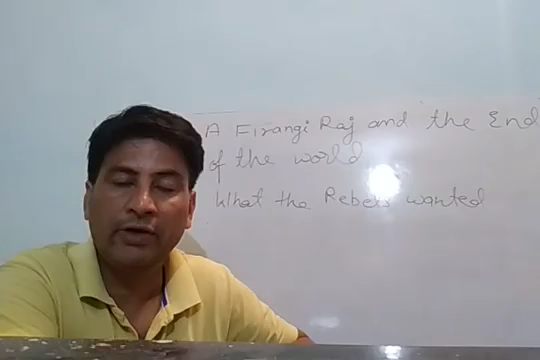 A Firangi Raj and the End
of the world
What the Rebels wanted